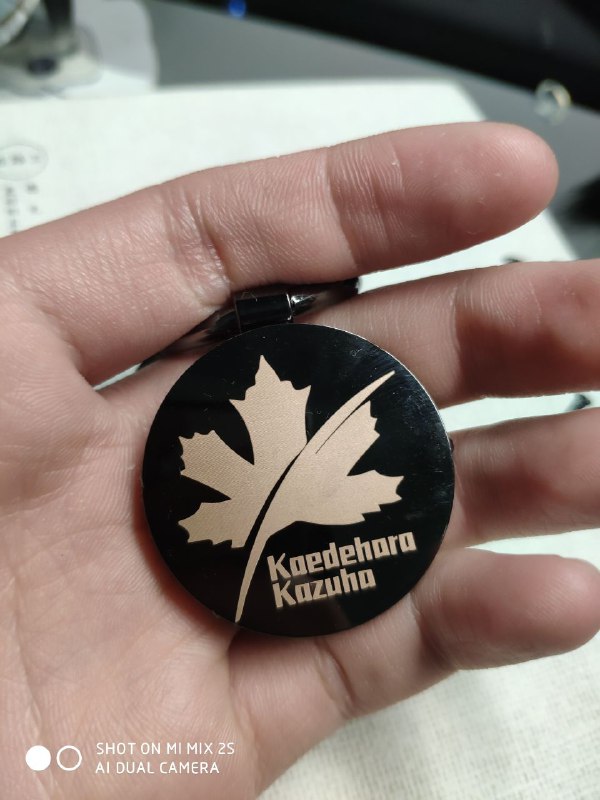 Kaedehara
Kazuha
SHOT ON MI MIX 2S
AI DUAL CAMERA